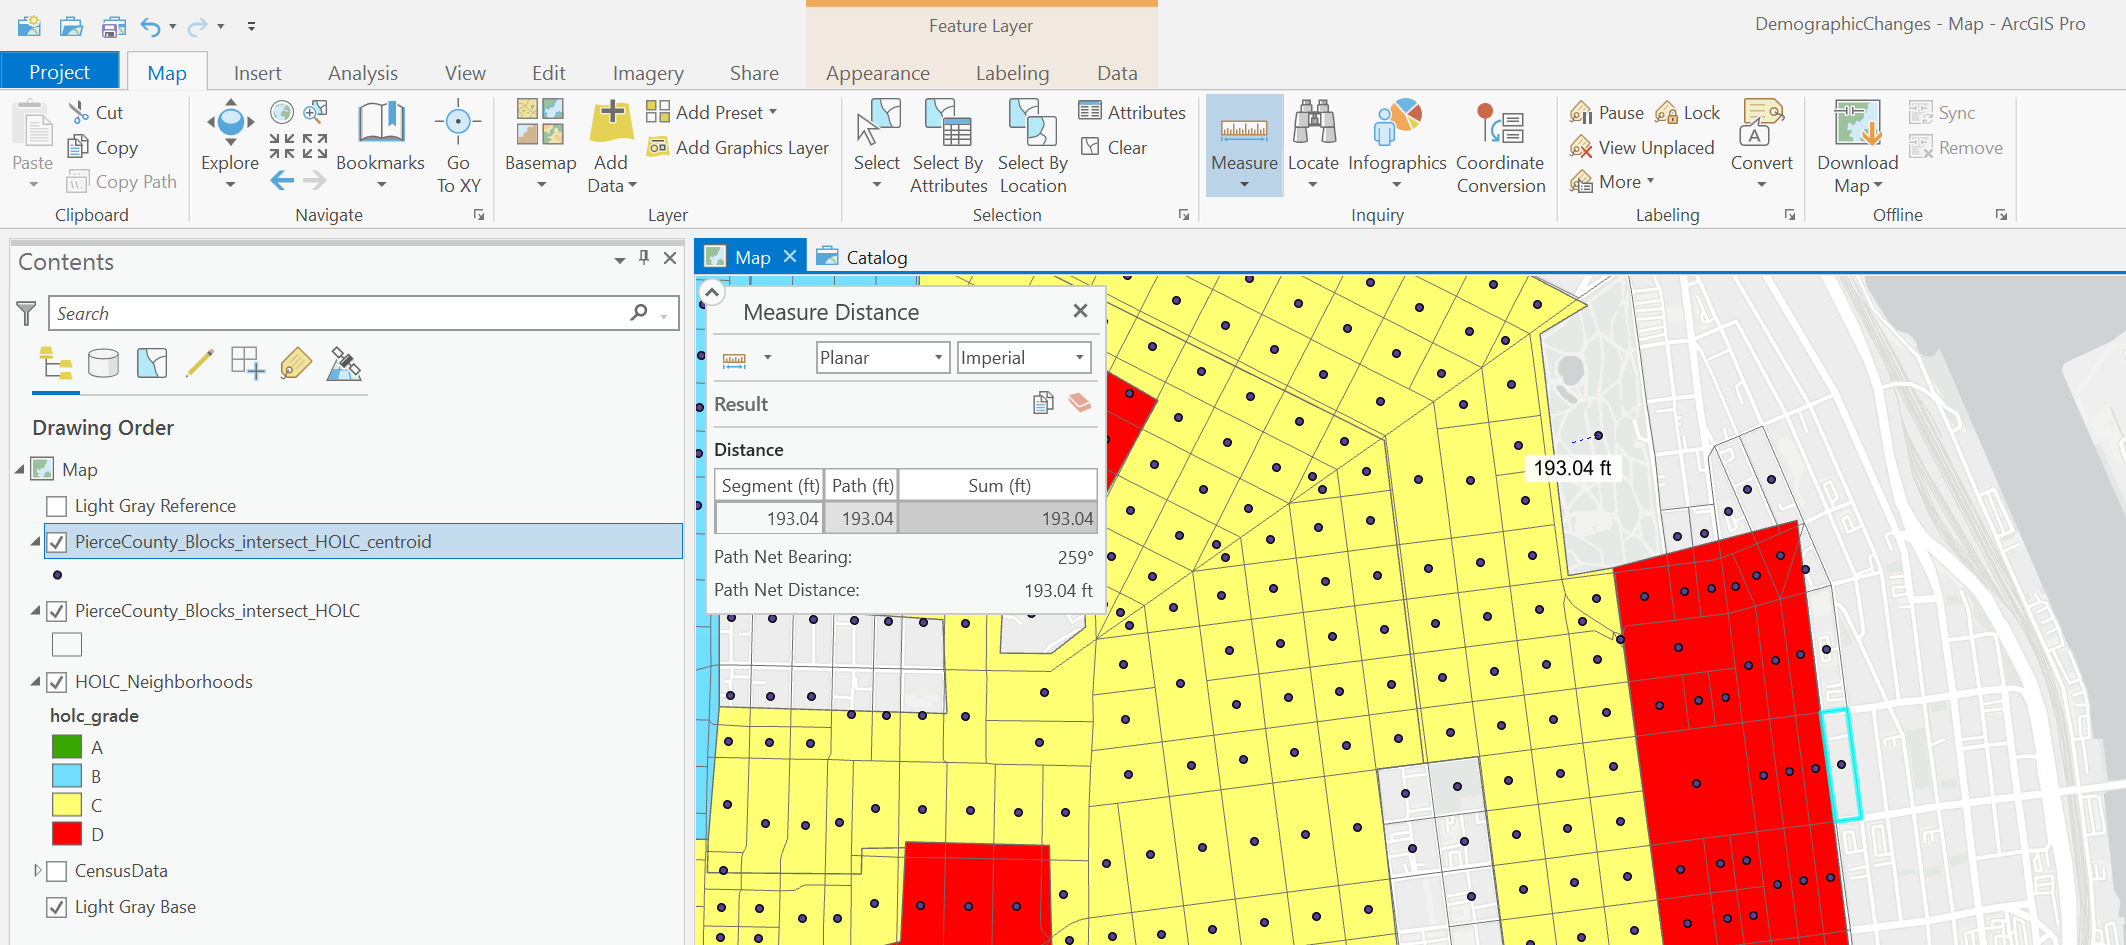 Feature Layer
DemographicChanges - Map - ArcGIS Pro
Project
Map
Insert
Analysis
View
Edit
Imagery
Share
Appearance
Labeling
Data
Paste
Cut
Copy
Copy Path
Clipboard
Explore
Bookmarks
Go
To XY
Navigate
Basemap
Add
Data
Add Preset
Add Graphics Layer
Layer
Select
Select By
Attributes
Select By
Location
Attributes
Clear
Selection
Measure
Locate
Infographics
Coordinate
Conversion
Inquiry
Pause
Lock
View Unplaced
More
A
Convert
Labeling
Download
Map
Sync
Remove
Offline
Contents
Search
Drawing Order
Map
Light Gray Reference
PierceCounty_Blocks_intersect_HOLC_centroid
PierceCounty_Blocks_intersect_HOLC
HOLC_Neighborhoods
holc_grade
A
B
C
D
CensusData
Light Gray Base
Map
Catalog
Measure Distance
Planar
Imperial
Result
Distance
Segment (ft) Path (ft) Sum (ft)
193.04 193.04 193.04
Path Net Bearing: 259°
Path Net Distance: 193.04 ft
193.04 ft